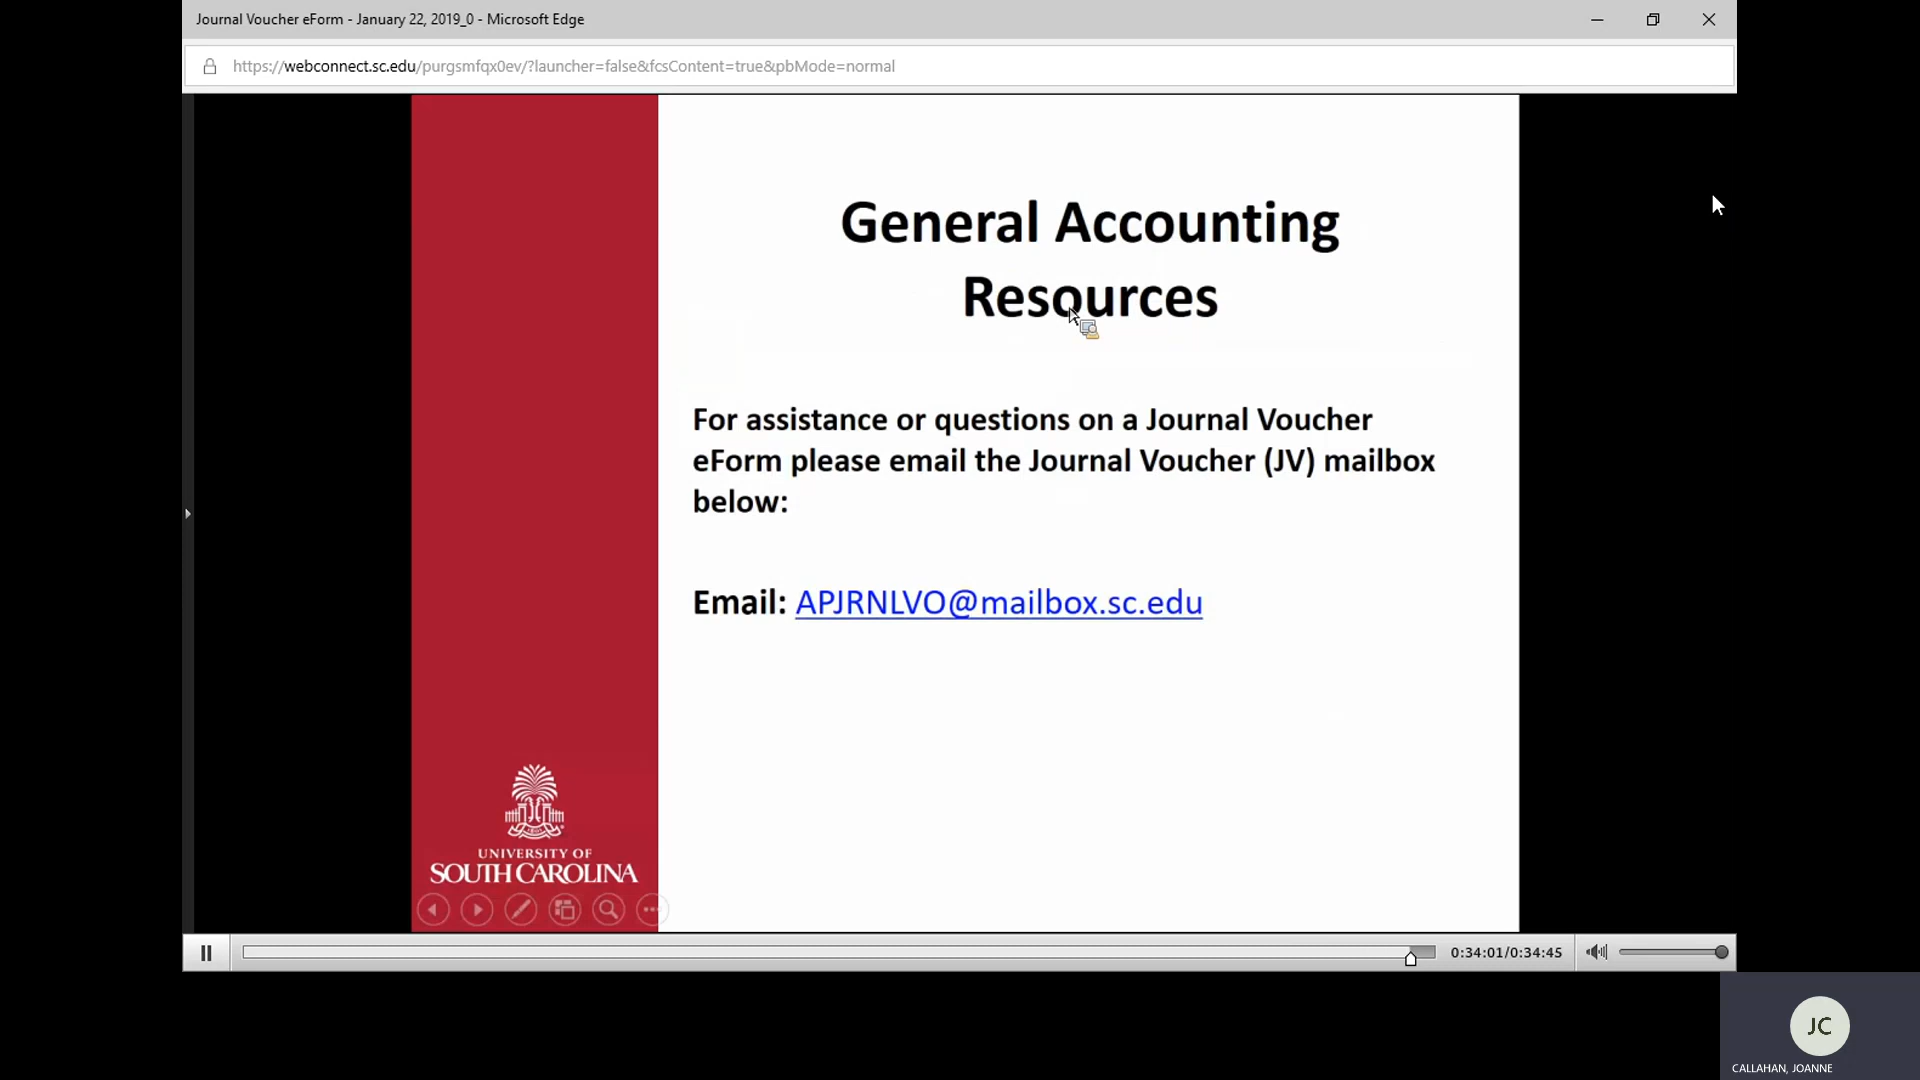 Journal Voucher eForm - January 22, 2019_0 - Microsoft Edge
https://webconnect.sc.edu/purgsmfqx0ev/?launcher=false&fcsContent=true&pbMode=normal
General Accounting
Resources
For assistance or questions on a Journal Voucher
eForm please email the Journal Voucher (JV) mailbox
below:
Email: APJRNLVO@mailbox.sc.edu
UNIVERSITY OF
SOUTH CAROLINA
0:34:01/0:34:45
JC
CALLAHAN, JOANNE